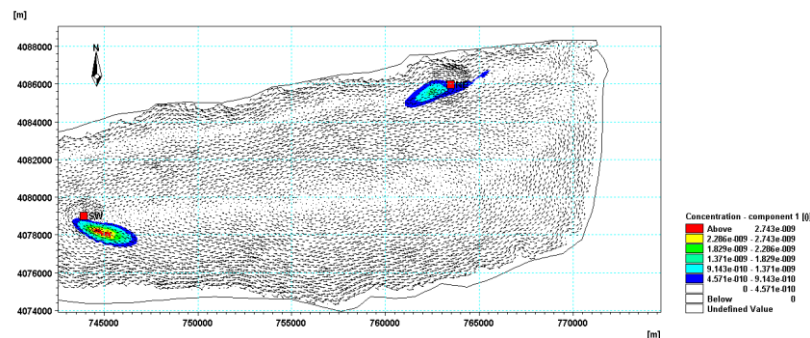 [m]
4088000
N
4086000
4084000
4082000
4080000
SW
4078000
4076000
4074000
745000 750000 755000 760000 765000 770000
[m]
Concentration - component 1 [()]
Above 2.743e-009
2.286e-009 - 2.743e-009
1.829e-009 - 2.286e-009
1.371e-009 - 1.829e-009
9.143e-010 - 1.371e-009
4.571e-010 - 9.143e-010
0 - 4.571e-010
Below 0
Undefined Value